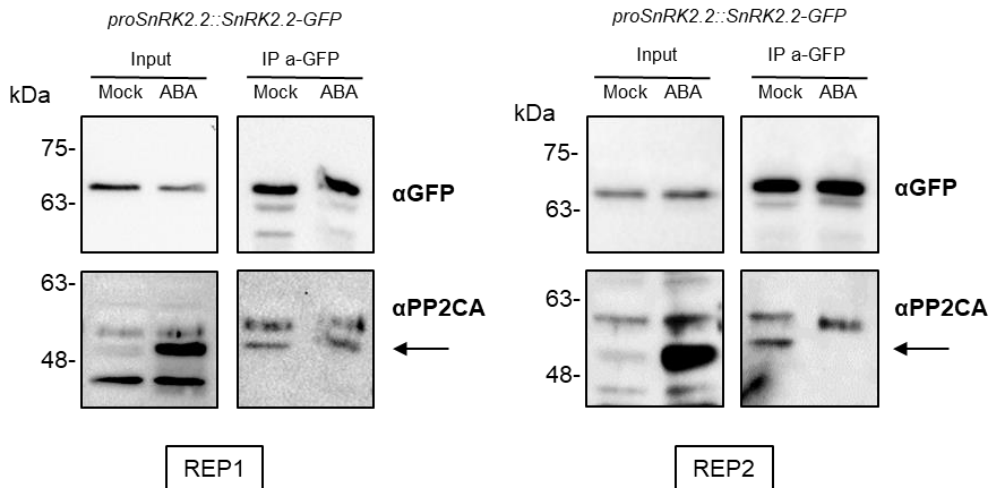 proSnRK2.2::SnRK2.2-GFP
Input IP a-GFP
kDa Mock ABA Mock ABA
75-
63-
αGFP
63-
48-
αPP2CA
REP1
proSnRK2.2::SnRK2.2-GFP
Input IP a-GFP
kDa Mock ABA Mock ABA
75-
63-
αGFP
63-
48-
αPP2CA
REP2